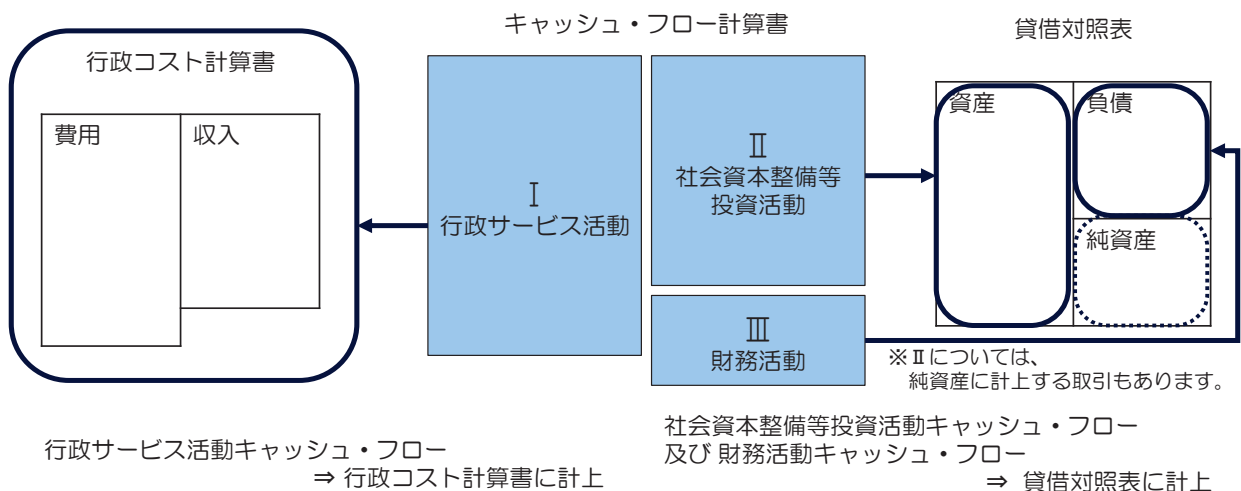 キャッシュ・フロー計算書
貸借対照表
行政コスト計算書
費用
収入
Ⅰ
行政サービス活動
Ⅱ
社会資本整備等
投資活動
Ⅲ
財務活動
資産
負債
純資産
※Ⅱについては、
純資産に計上する取引もあります。
行政サービス活動キャッシュ・フロー
⇒ 行政コスト計算書に計上
社会資本整備等投資活動キャッシュ・フロー
及び 財務活動キャッシュ・フロー
⇒ 貸借対照表に計上